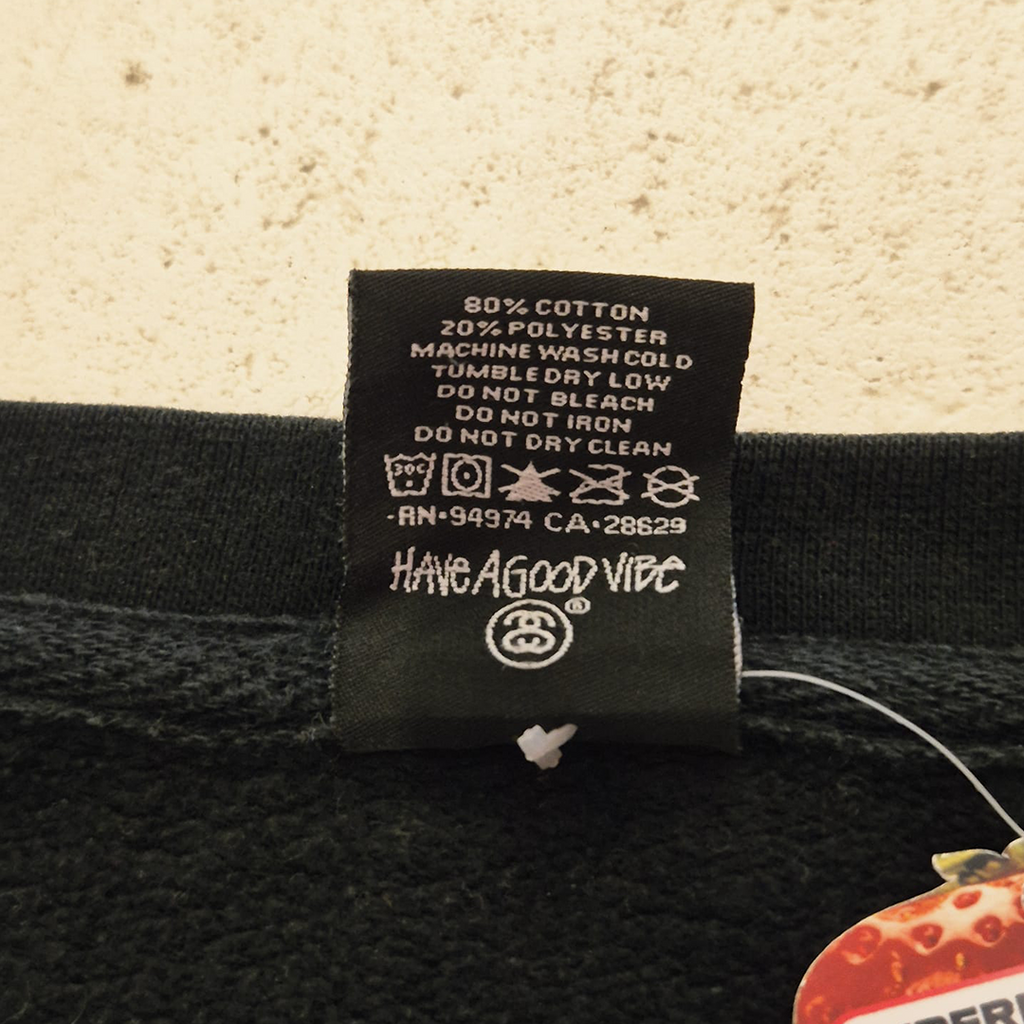 80% COTTON
20% POLYESTER
MACHINE WASH COLD
TUMBLE DRY LOW
DO NOT BLEACH
DO NOT IRON
DO NOT DRY CLEAN
30C
-RN•94974 CA•28629
HAVE A GOOD VIBE
®